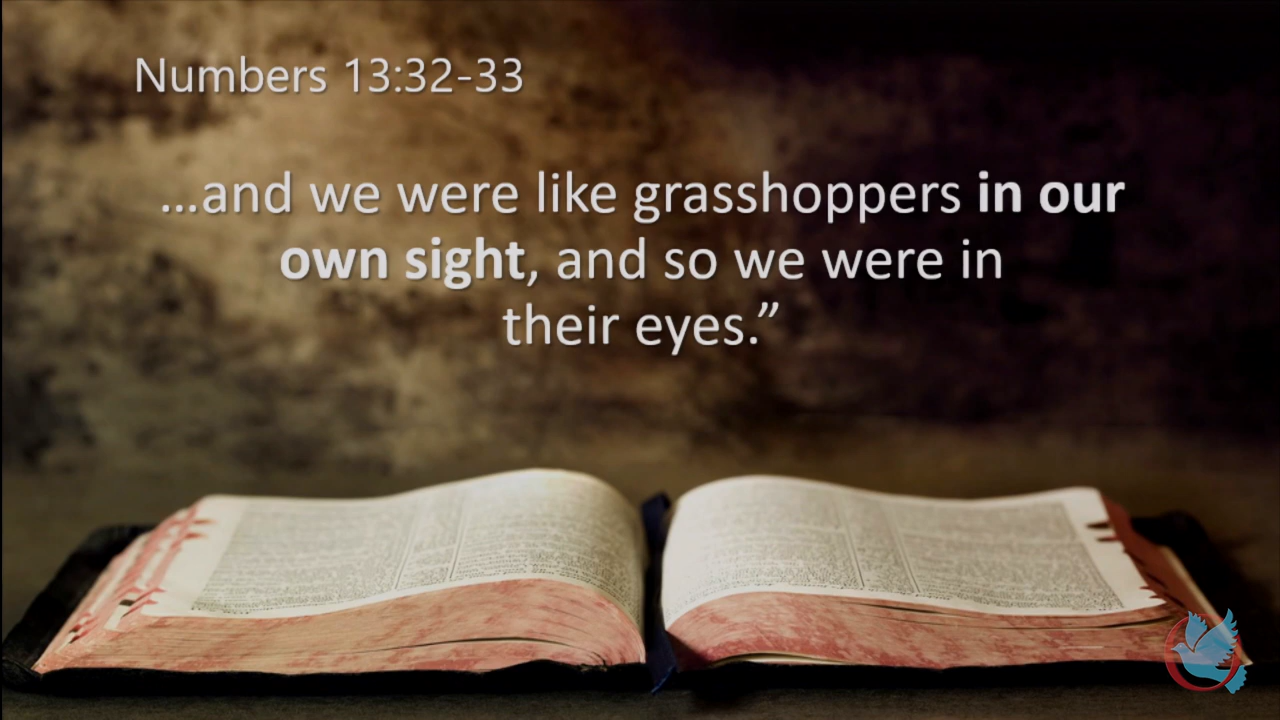 Numbers 13:32-33
…and we were like grasshoppers in our
own sight, and so we were in
their eyes.”